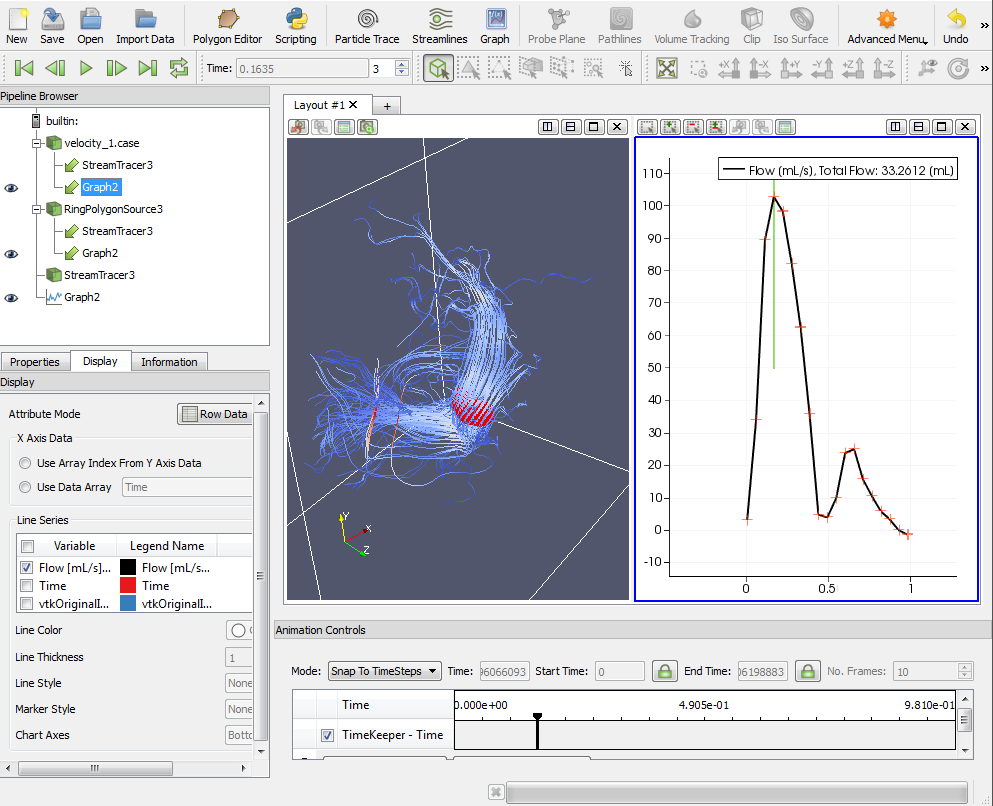 New Save Open Import Data Polygon Editor Scripting Particle Trace Streamlines Graph Probe Plane Pathlines Volume Tracking Clip Iso Surface Advanced Menu Undo »
Time: 0.1635 3 +X -X +Y -Y +Z -Z »
Pipeline Browser
builtin:
velocity_1.case
StreamTracer3
Graph2
RingPolygonSource3
StreamTracer3
Graph2
StreamTracer3
Graph2
Properties Display Information
Display
Attribute Mode Row Data
X Axis Data
Use Array Index From Y Axis Data
Use Data Array Time
Line Series
Variable Legend Name
Flow [mL/s]... Flow [mL/s...
Time Time
vtkOriginalI... vtkOriginalI...
Line Color
Line Thickness 1
Line Style None
Marker Style None
Chart Axes Botto
Layout #1 +
Y
X
Z
Flow (mL/s), Total Flow: 33.2612 (mL)
110
100
90
80
70
60
50
40
30
20
10
0
-10
0 0.5 1
Animation Controls
Mode: Snap To TimeSteps Time: 96066093 Start Time: 0 End Time: 06198883 No. Frames: 10
Time 0.000e+00 4.905e-01 9.810e-01
TimeKeeper - Time